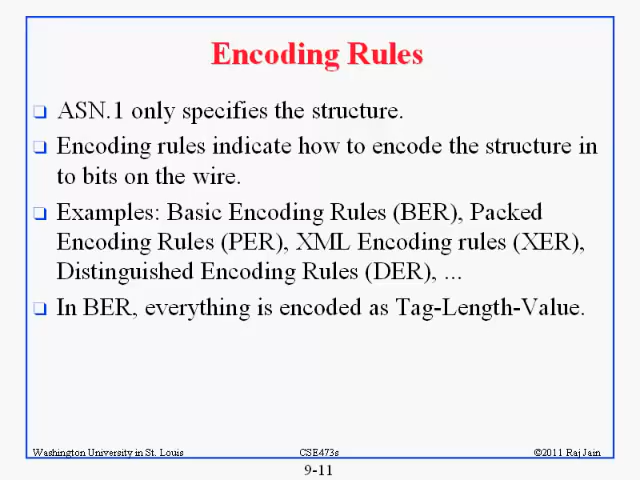 Encoding Rules
ASN.1 only specifies the structure.
Encoding rules indicate how to encode the structure in
to bits on the wire.
Examples: Basic Encoding Rules (BER), Packed
Encoding Rules (PER), XML Encoding rules (XER),
Distinguished Encoding Rules (DER), ...
In BER, everything is encoded as Tag-Length-Value.
Washington University in St. Louis CSE473s ©2011 Raj Jain
9-11